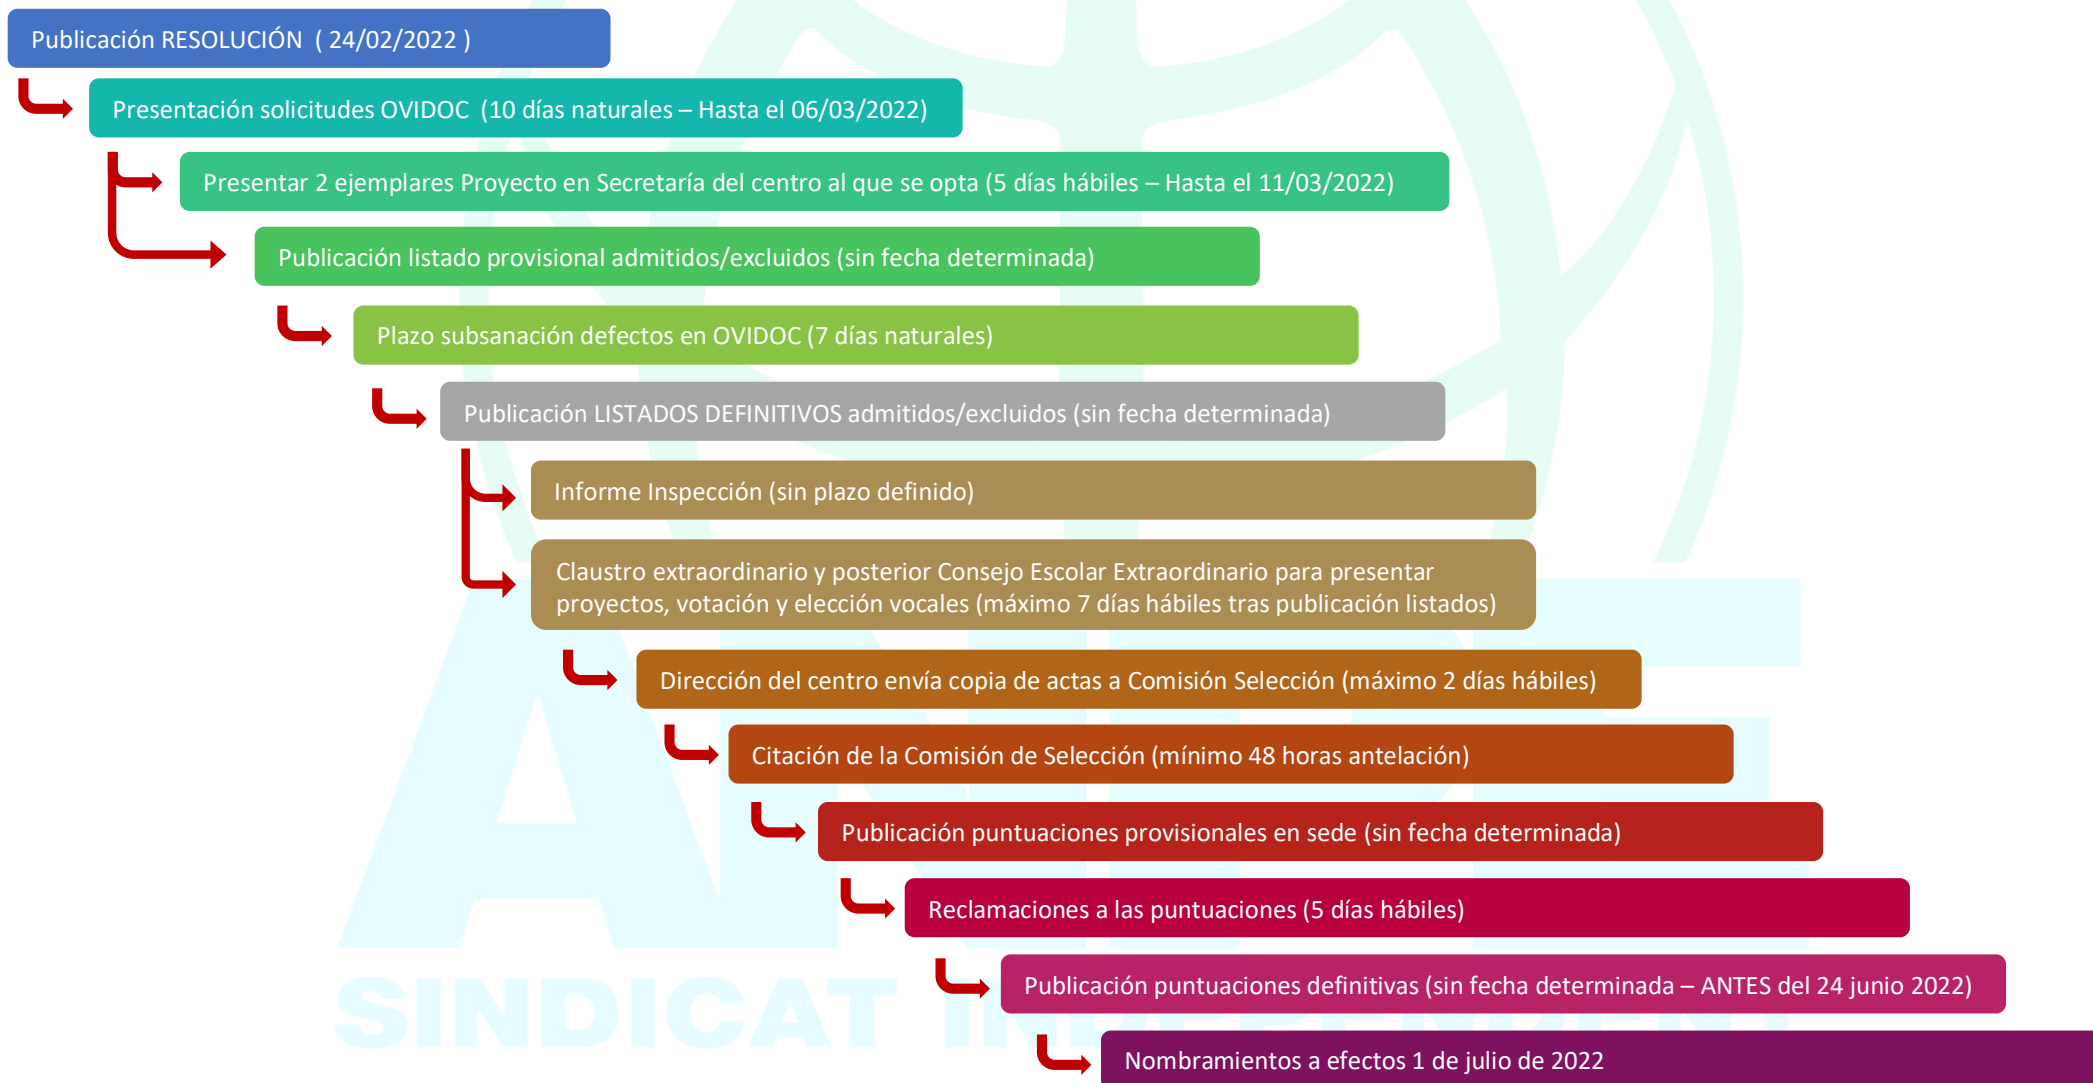 Publicación RESOLUCIÓN ( 24/02/2022 )
Presentación solicitudes OVIDOC (10 días naturales – Hasta el 06/03/2022)
Presentar 2 ejemplares Proyecto en Secretaría del centro al que se opta (5 días hábiles – Hasta el 11/03/2022)
Publicación listado provisional admitidos/excluidos (sin fecha determinada)
Plazo subsanación defectos en OVIDOC (7 días naturales)
Publicación LISTADOS DEFINITIVOS admitidos/excluidos (sin fecha determinada)
Informe Inspección (sin plazo definido)
Claustro extraordinario y posterior Consejo Escolar Extraordinario para presentar
proyectos, votación y elección vocales (máximo 7 días hábiles tras publicación listados)
Dirección del centro envía copia de actas a Comisión Selección (máximo 2 días hábiles)
Citación de la Comisión de Selección (mínimo 48 horas antelación)
Publicación puntuaciones provisionales en sede (sin fecha determinada)
Reclamaciones a las puntuaciones (5 días hábiles)
Publicación puntuaciones definitivas (sin fecha determinada – ANTES del 24 junio 2022)
Nombramientos a efectos 1 de julio de 2022
ANPE
SINDICAT INDEPENDENT